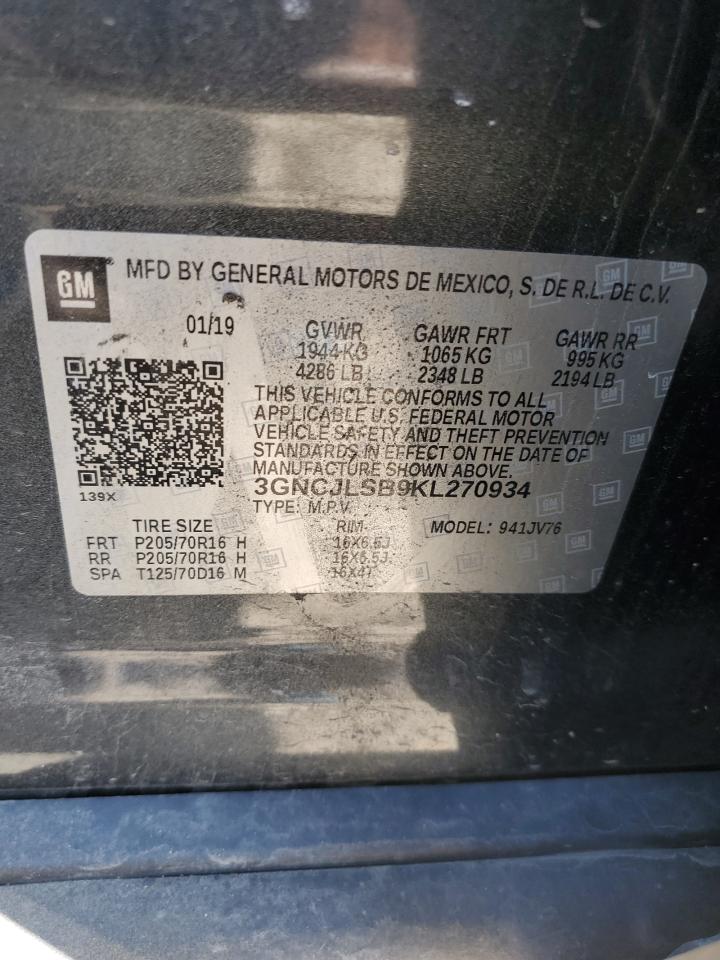 GM MFD BY GENERAL MOTORS DE MEXICO, S. DE R.L. DE C.V.
01/19 GVWR GAWR FRT GAWR RR
1944 KG 1065 KG 995 KG
4286 LB 2348 LB 2194 LB
THIS VEHICLE CONFORMS TO ALL
APPLICABLE U.S. FEDERAL MOTOR
VEHICLE SAFETY AND THEFT PREVENTION
STANDARDS IN EFFECT ON THE DATE OF
MANUFACTURE SHOWN ABOVE.
139X 3GNCJLSB9KL270934
TYPE: M.P.V.
TIRE SIZE RIM MODEL: 941JV76
FRT P205/70R16 H 16X6.5J
RR P205/70R16 H 16X6.5J
SPA T125/70D16 M 16X4T